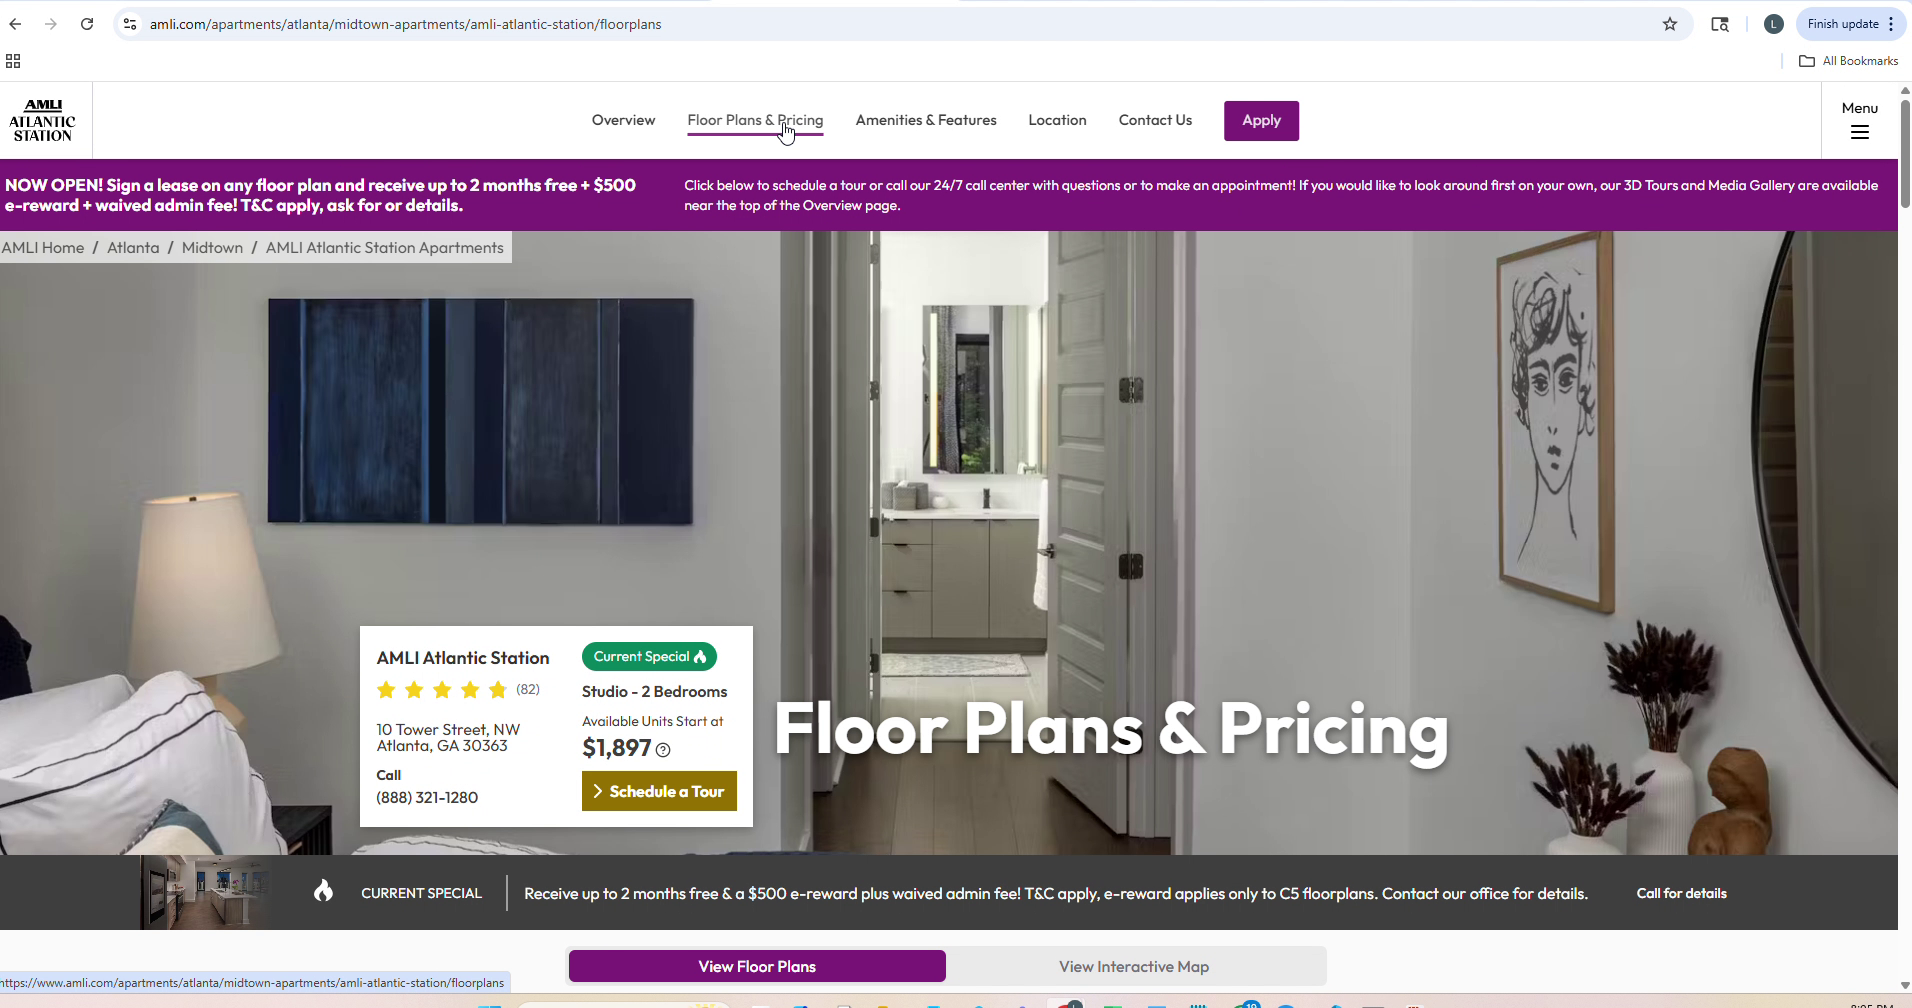 amli.com/apartments/atlanta/midtown-apartments/amli-atlantic-station/floorplans
L
Finish update
All Bookmarks
AMLI
ATLANTIC
STATION
Overview
Floor Plans & Pricing
Amenities & Features
Location
Contact Us
Apply
Menu
NOW OPEN! Sign a lease on any floor plan and receive up to 2 months free + $500
e-reward + waived admin fee! T&C apply, ask for or details.
Click below to schedule a tour or call our 24/7 call center with questions or to make an appointment! If you would like to look around first on your own, our 3D Tours and Media Gallery are available
near the top of the Overview page.
AMLI Home / Atlanta / Midtown / AMLI Atlantic Station Apartments
AMLI Atlantic Station
(82)
10 Tower Street, NW
Atlanta, GA 30363
Call
(888) 321-1280
Current Special
Studio - 2 Bedrooms
Available Units Start at
$1,897 ?
Schedule a Tour
Floor Plans & Pricing
CURRENT SPECIAL
Receive up to 2 months free & a $500 e-reward plus waived admin fee! T&C apply, e-reward applies only to C5 floorplans. Contact our office for details.
Call for details
View Floor Plans
View Interactive Map
https://www.amli.com/apartments/atlanta/midtown-apartments/amli-atlantic-station/floorplans